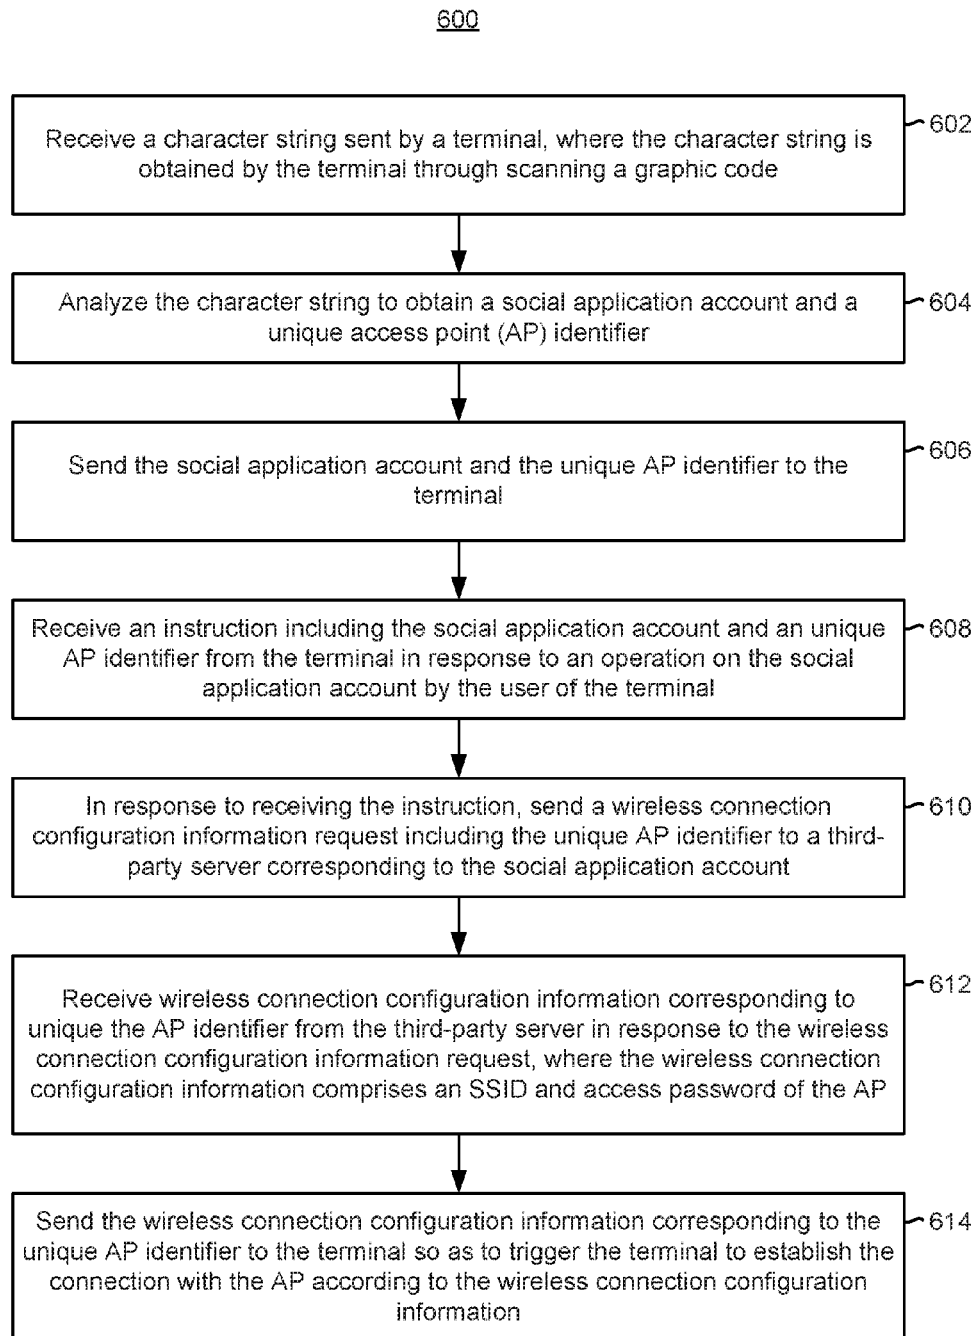 600
Receive a character string sent by a terminal, where the character string is
obtained by the terminal through scanning a graphic code
602
Analyze the character string to obtain a social application account and a
unique access point (AP) identifier
604
Send the social application account and the unique AP identifier to the
terminal
606
Receive an instruction including the social application account and an unique
AP identifier from the terminal in response to an operation on the social
application account by the user of the terminal
608
In response to receiving the instruction, send a wireless connection
configuration information request including the unique AP identifier to a third-
party server corresponding to the social application account
610
Receive wireless connection configuration information corresponding to
unique the AP identifier from the third-party server in response to the wireless
connection configuration information request, where the wireless connection
configuration information comprises an SSID and access password of the AP
612
Send the wireless connection configuration information corresponding to the
unique AP identifier to the terminal so as to trigger the terminal to establish the
connection with the AP according to the wireless connection configuration
information
614